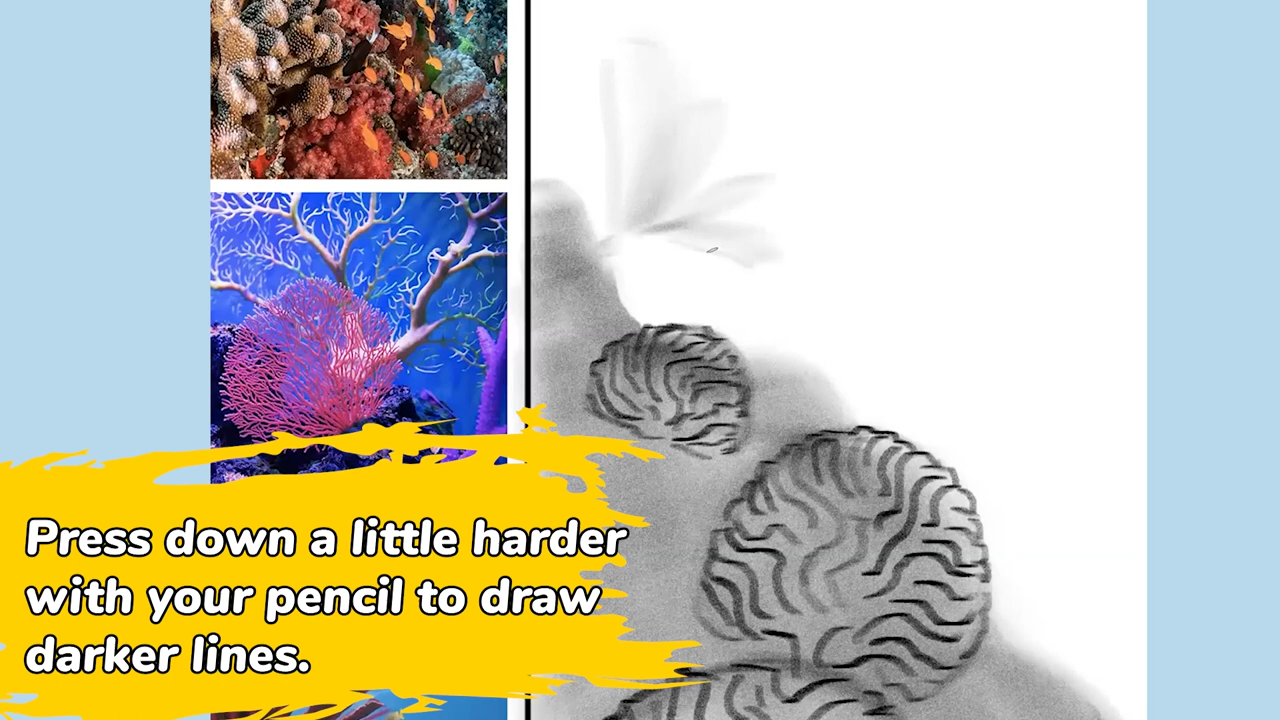 Press down a little harder
with your pencil to draw
darker lines.